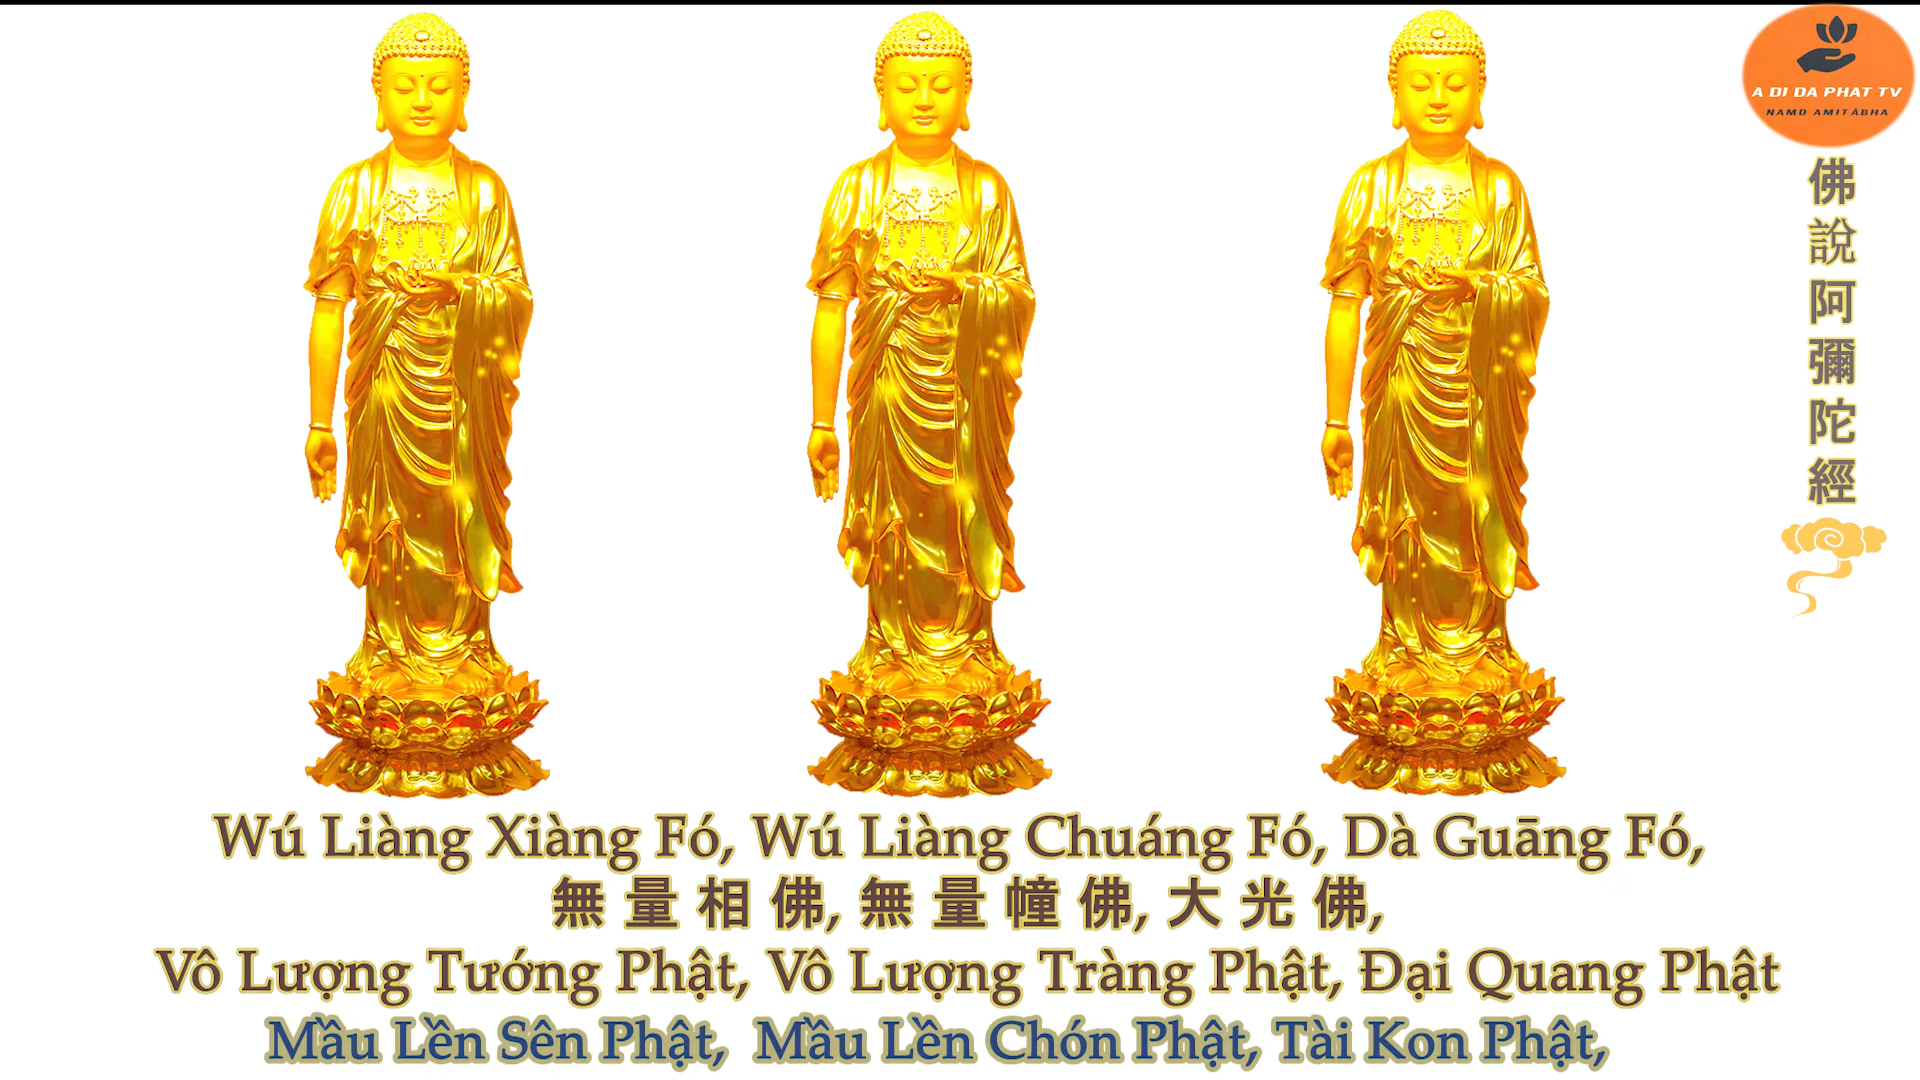 A DI DA PHAT TV
NAMO AMITÂBHA
佛說阿彌陀經
Wú Liàng Xiàng Fó, Wú Liàng Chuáng Fó, Dà Guāng Fó,
無 量 相 佛, 無 量 幢 佛, 大 光 佛,
Vô Lượng Tướng Phật, Vô Lượng Tràng Phật, Đại Quang Phật
Mầu Lền Sên Phật, Mầu Lền Chón Phật, Tài Kon Phật,